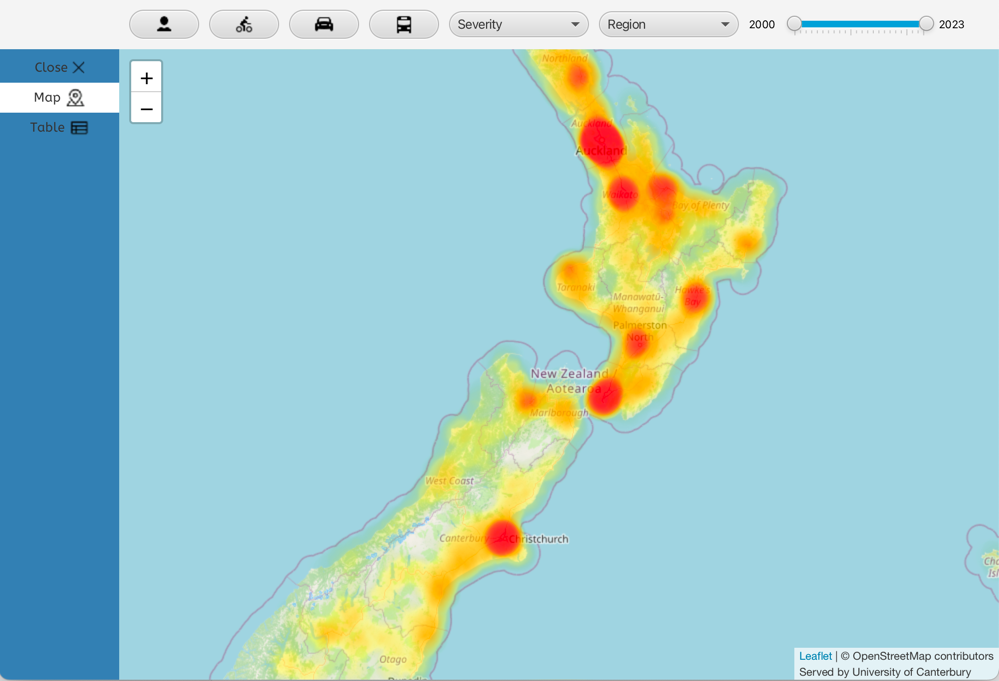 Severity
Region
2000
2023
Close
Map
Table
+
−
Northland
Auckland
Auckland
Waikato
Bay of Plenty
Taranaki
Hawke's
Bay
Manawatū-
Whanganui
Palmerston
North
New Zealand /
Aotearoa
Marlborough
West Coast
Canterbury
Christchurch
Otago
Leaflet | © OpenStreetMap contributors
Served by University of Canterbury